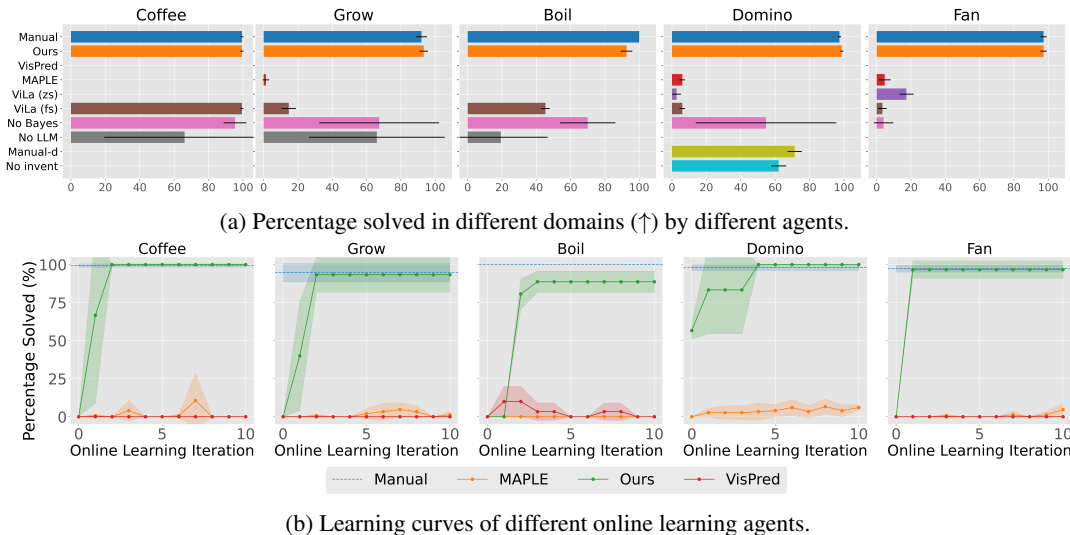 Coffee Grow Boil Domino Fan
Manual
Ours
VisPred
MAPLE
ViLa (zs)
ViLa (fs)
No Bayes
No LLM
Manual-d
No invent
0 20 40 60 80 100 0 20 40 60 80 100 0 20 40 60 80 100 0 20 40 60 80 100 0 20 40 60 80 100
(a) Percentage solved in different domains (↑) by different agents.
Coffee Grow Boil Domino Fan
Percentage Solved (%)
100
75
50
25
0
0 5 10 0 5 10 0 5 10 0 5 10 0 5 10
Online Learning Iteration Online Learning Iteration Online Learning Iteration Online Learning Iteration Online Learning Iteration
Manual MAPLE Ours VisPred
(b) Learning curves of different online learning agents.